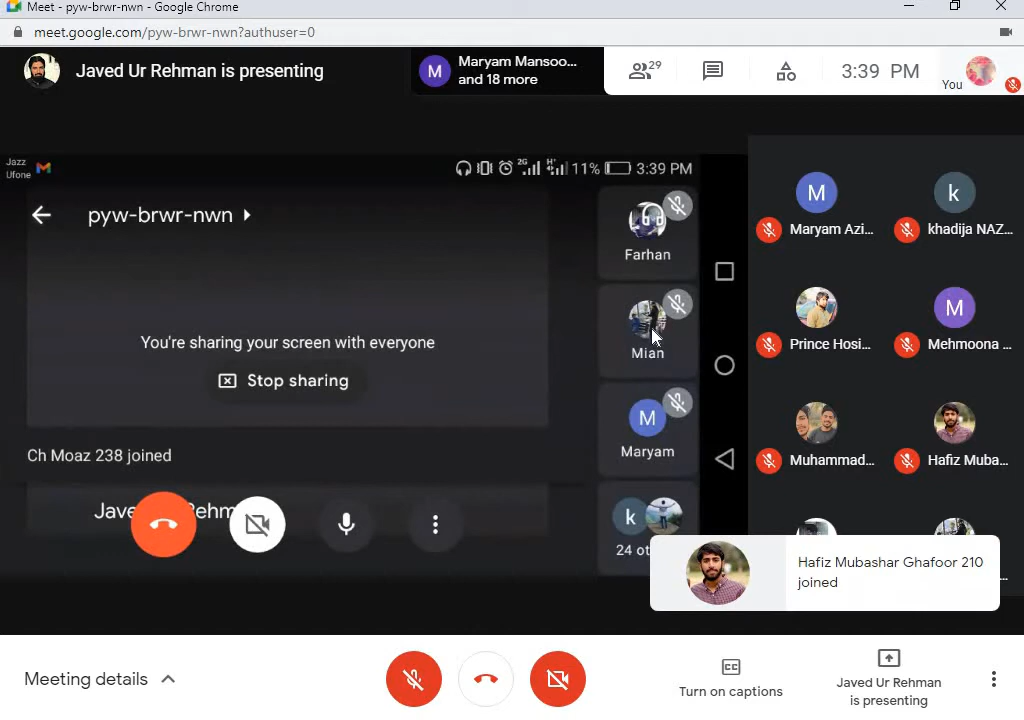 Meet - pyw-brwr-nwn - Google Chrome
meet.google.com/pyw-brwr-nwn?authuser=0
Javed Ur Rehman is presenting
M
Maryam Mansoo...
and 18 more
29
3:39 PM
You
Jazz
Ufone
2G
H+
11%
3:39 PM
pyw-brwr-nwn
You're sharing your screen with everyone
Stop sharing
Ch Moaz 238 joined
Farhan
Mian
M
Maryam
k
24 ot
M
Maryam Azi...
k
khadija NAZ...
Prince Hosi...
M
Mehmoona ...
Muhammad...
Hafiz Muba...
Hafiz Mubashar Ghafoor 210
joined
Meeting details
CC
Turn on captions
Javed Ur Rehman
is presenting